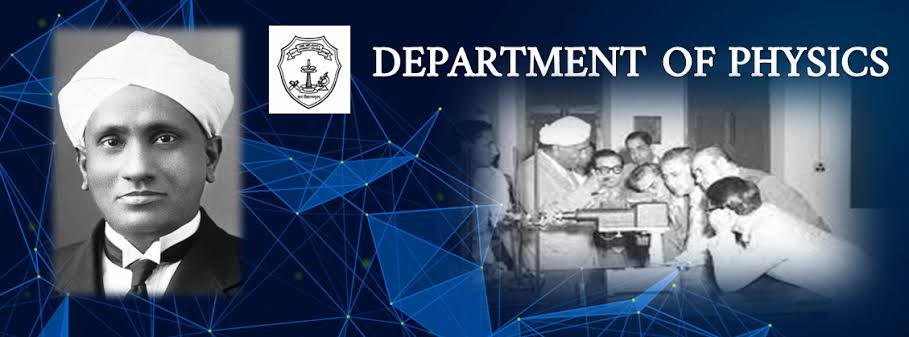 DEPARTMENT OF PHYSICS